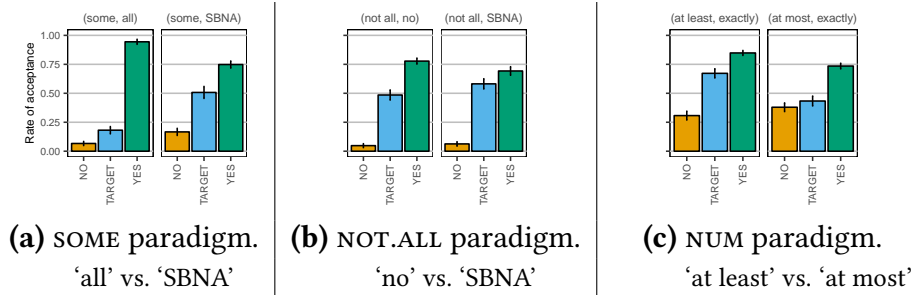 (some, all) (some, SBNA) (not all, no) (not all, SBNA) (at least, exactly) (at most, exactly)
Rate of acceptance
1.00
0.75
0.50
0.25
0.00
NO TARGET YES NO TARGET YES NO TARGET YES NO TARGET YES NO TARGET YES NO TARGET YES
(a) SOME paradigm. (b) NOT.ALL paradigm. (c) NUM paradigm.
‘all’ vs. ‘SBNA’ ‘no’ vs. ‘SBNA’ ‘at least’ vs. ‘at most’